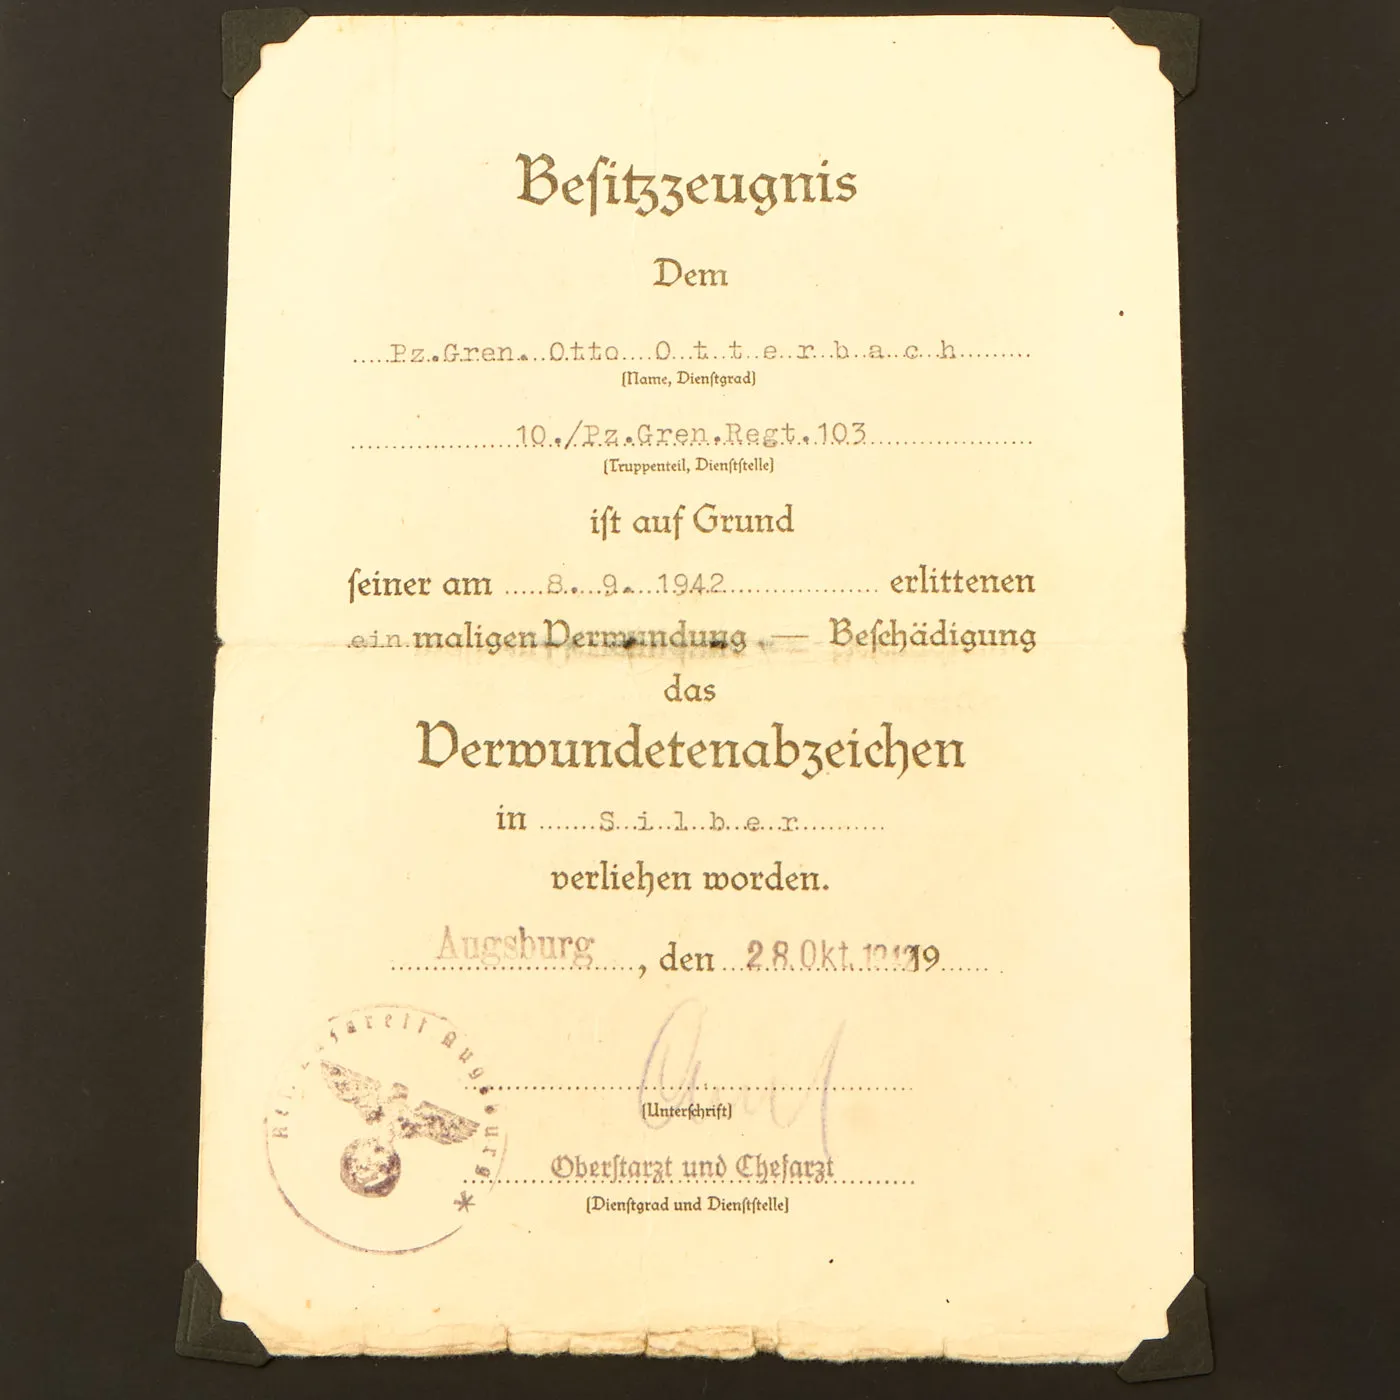 Besitzzeugnis
Dem
Pz.Gren. Otto O t t e r b a c h
(Name, Dienstgrad)
10./Pz.Gren.Regt.103
(Truppenteil, Dienststelle)
ist auf Grund
seiner am 8. 9. 1942 erlittenen
ein maligen Verwundung — Beschädigung
das
Verwundetenabzeichen
in S i l b e r
verliehen worden.
Augsburg, den 28. Okt. 19
(Unterschrift)
Oberstarzt und Chefarzt
(Dienstgrad und Dienststelle)
Augsburg *